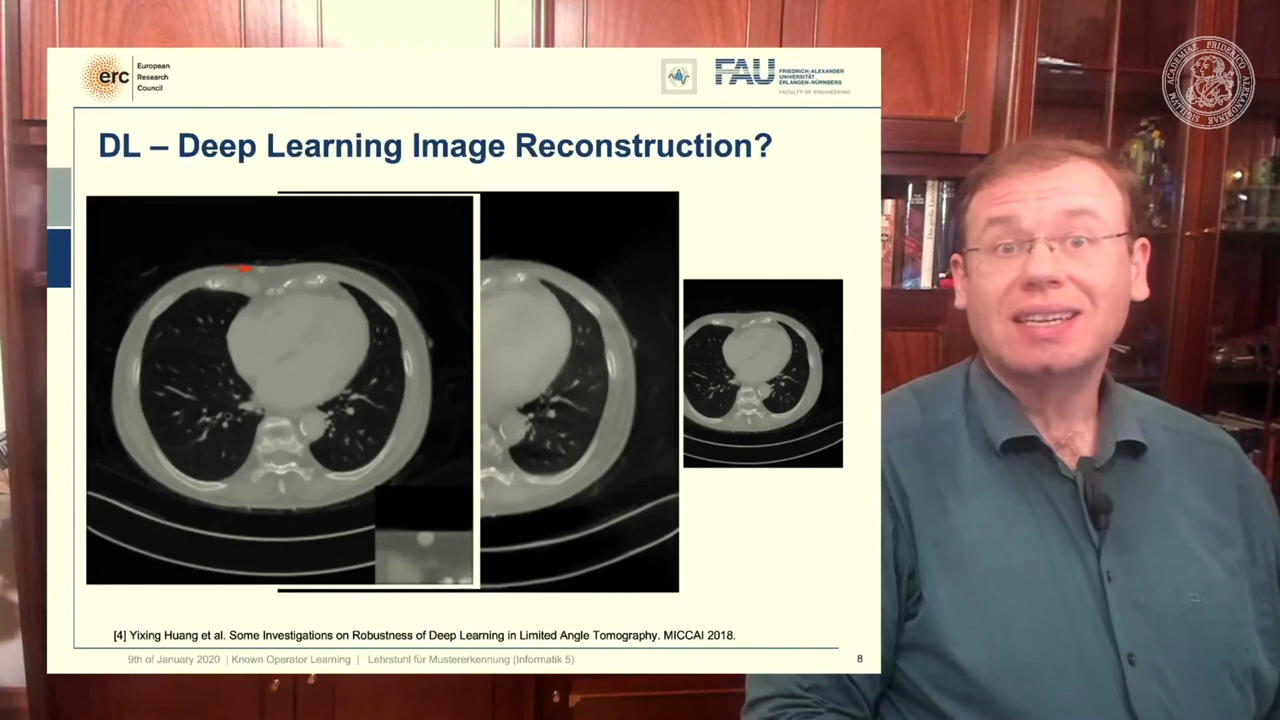 erc
European
Research
Council
FAU
FRIEDRICH-ALEXANDER
UNIVERSITÄT
ERLANGEN-NÜRNBERG
FACULTY OF ENGINEERING
DL – Deep Learning Image Reconstruction?
[4] Yixing Huang et al. Some Investigations on Robustness of Deep Learning in Limited Angle Tomography. MICCAI 2018.
9th of January 2020 | Known Operator Learning | Lehrstuhl für Mustererkennung (Informatik 5)
8